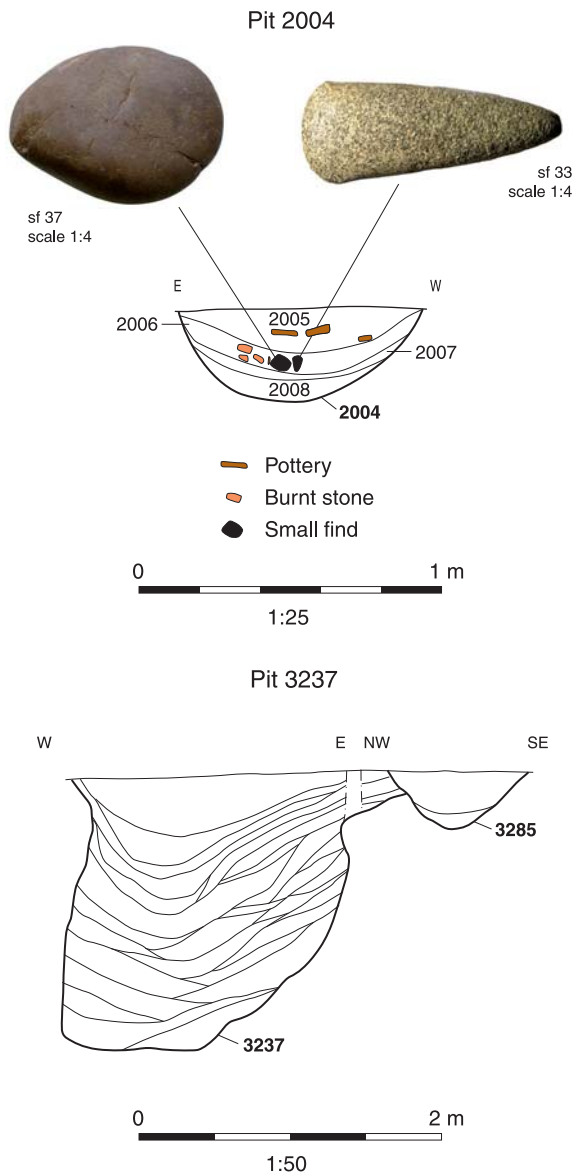 Pit 2004
sf 37
scale 1:4
sf 33
scale 1:4
E
W
2005
2006
2007
2008
2004
Pottery
Burnt stone
Small find
0 1 m
1:25
Pit 3237
W E NW SE
3285
3237
0 2 m
1:50